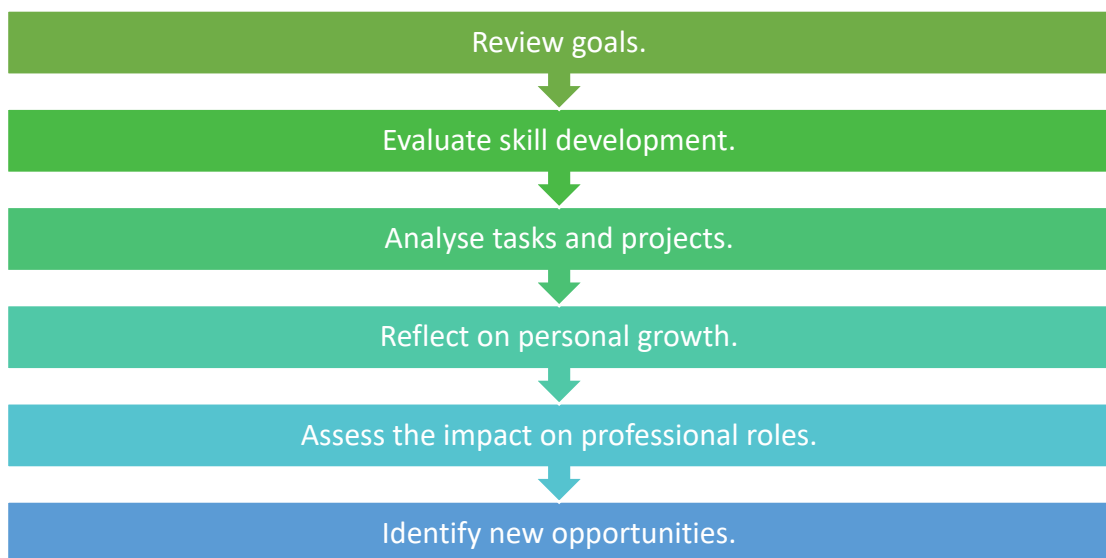 Review goals.
Evaluate skill development.
Analyse tasks and projects.
Reflect on personal growth.
Assess the impact on professional roles.
Identify new opportunities.